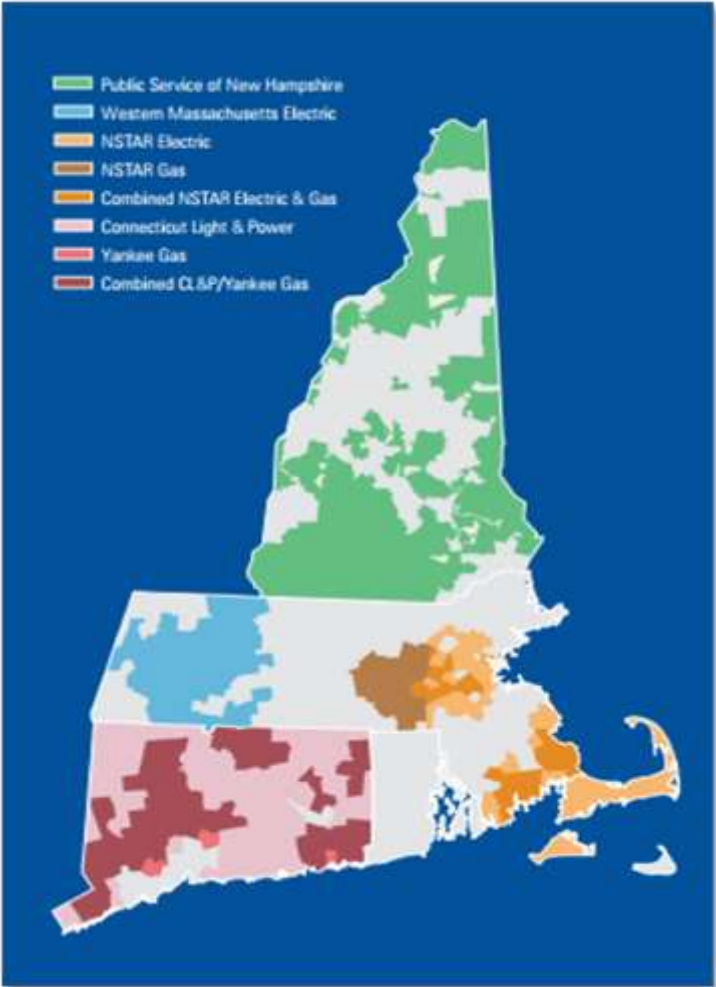 Public Service of New Hampshire
Western Massachusetts Electric
NSTAR Electric
NSTAR Gas
Combined NSTAR Electric & Gas
Connecticut Light & Power
Yankee Gas
Combined CL&P/Yankee Gas